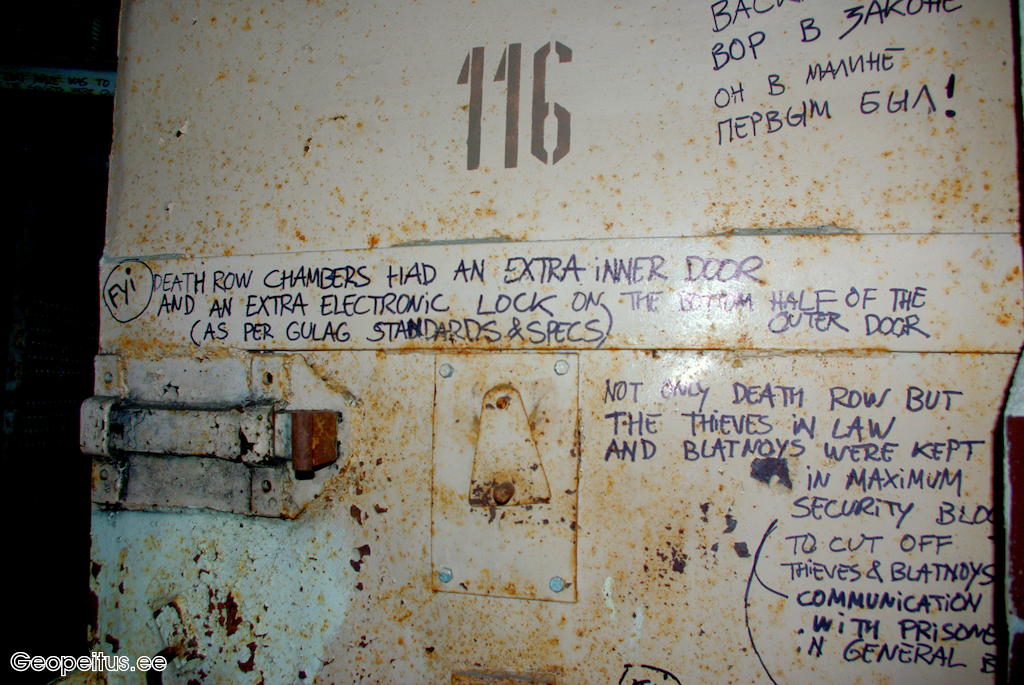 ВОР В ЗАКОНЕ
ОН В МАЛИНЕ
ПЕРВЫМ БЫЛ!
116
FYI
DEATH ROW CHAMBERS HAD AN EXTRA INNER DOOR
AND AN EXTRA ELECTRONIC LOCK ON THE BOTTOM HALF OF THE
(AS PER GULAG STANDARDS & SPECS) OUTER DOOR
NOT ONLY DEATH ROW BUT
THE THIEVES IN LAW
AND BLATNOYS WERE KEPT
IN MAXIMUM
SECURITY
TO CUT OFF
THIEVES & BLATNOYS
COMMUNICATION
WITH
GENERAL
Geopeitus.ee